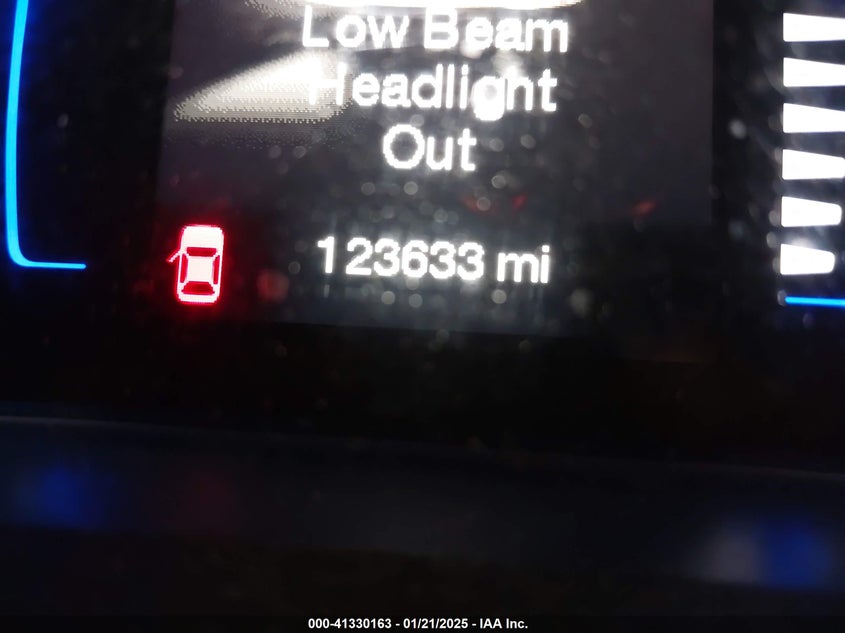 Low Beam
Headlight
Out
123633 mi
000-41330163 - 01/21/2025 - IAA Inc.